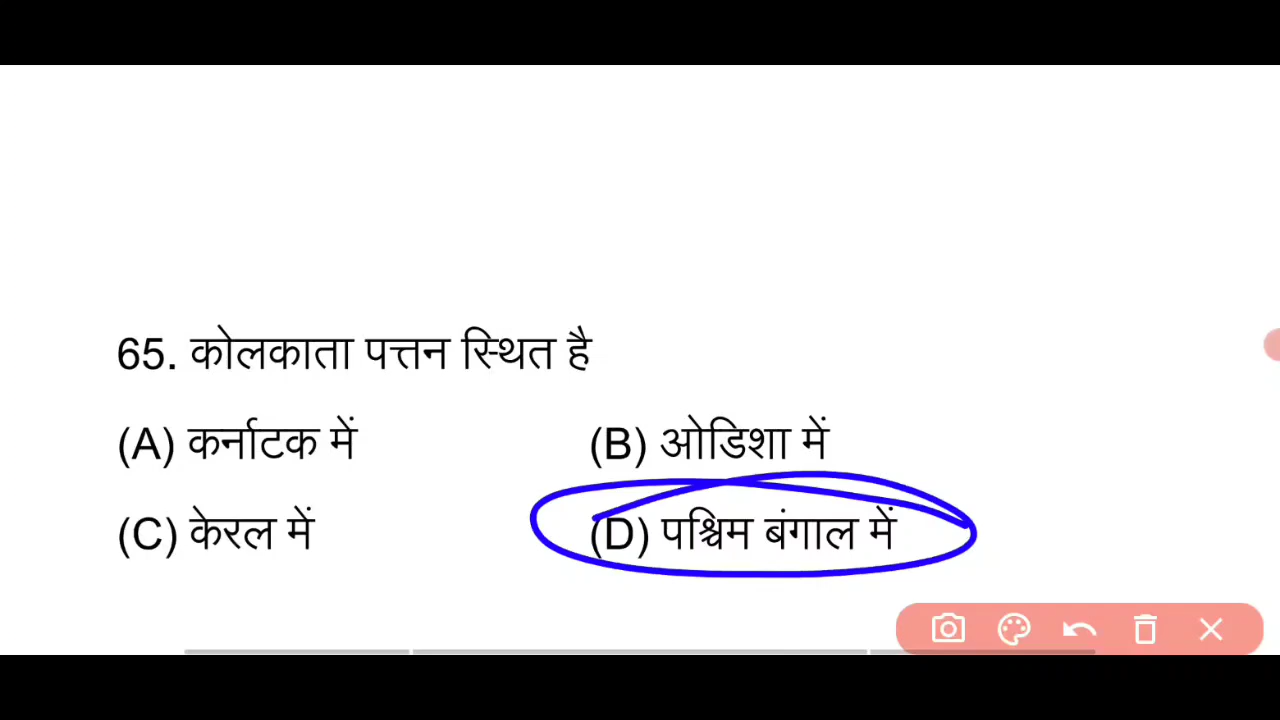 65. कोलकाता पत्तन स्थित है
(A) कर्नाटक में (B) ओडिशा में
(C) केरल में (D) पश्चिम बंगाल में